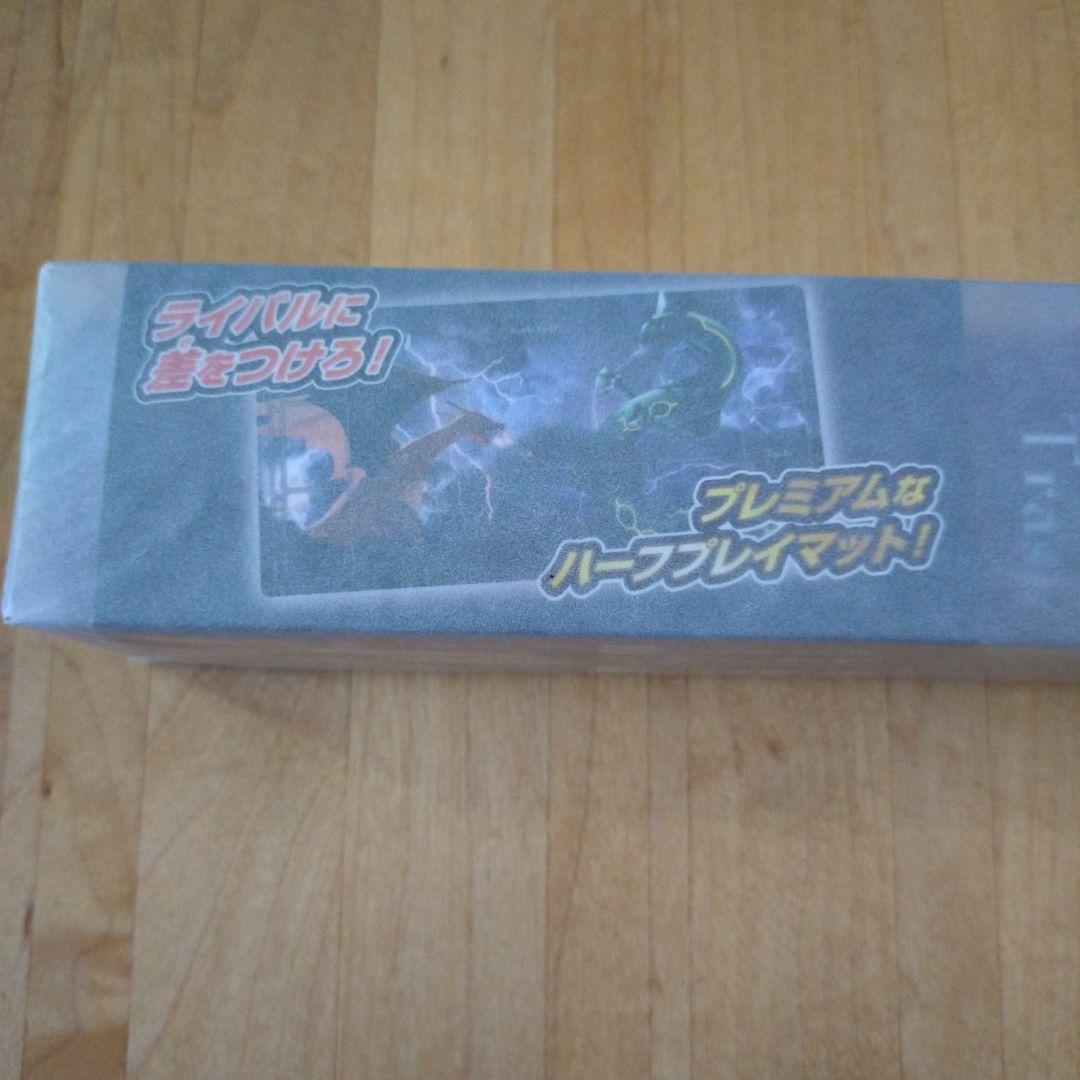 ライバルに
差をつけろ!
プレミアムな
ハーフプレイマット!